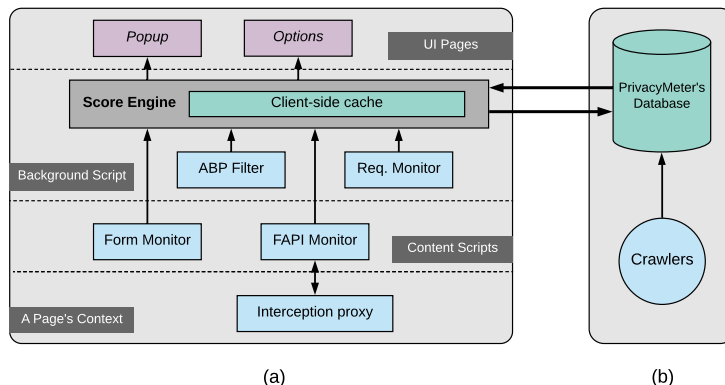 Popup
Options
UI Pages
Score Engine
Client-side cache
PrivacyMeter's
Database
ABP Filter
Req. Monitor
Background Script
Form Monitor
FAPI Monitor
Content Scripts
Crawlers
Interception proxy
A Page's Context
(a)
(b)